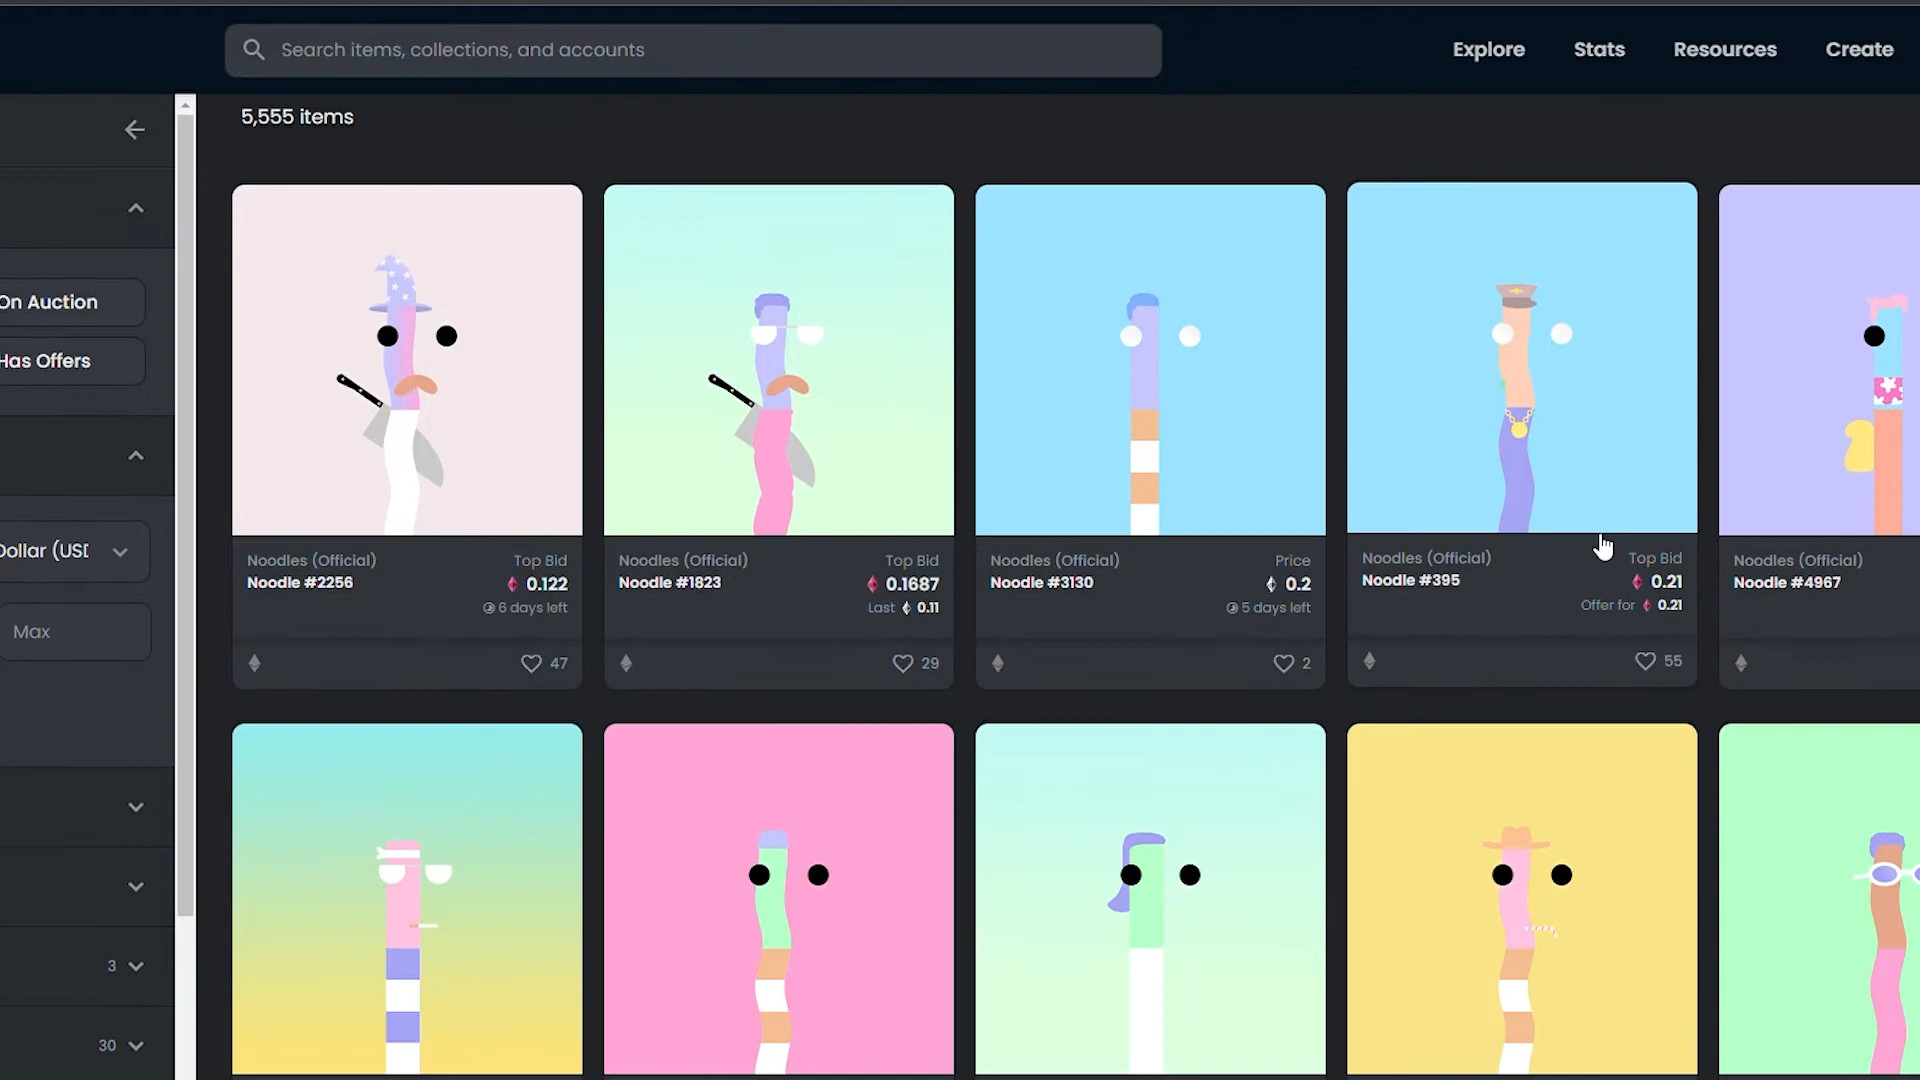 Search items, collections, and accounts
Explore
Stats
Resources
Create
5,555 items
On Auction
Has Offers
Dollar (USD
Max
3
30
Noodles (Official)
Noodle #2256
Top Bid
0.122
6 days left
47
Noodles (Official)
Noodle #1823
Top Bid
0.1687
Last 0.11
29
Noodles (Official)
Noodle #3130
Price
0.2
5 days left
2
Noodles (Official)
Noodle #395
Top Bid
0.21
Offer for 0.21
55
Noodles (Official)
Noodle #4967